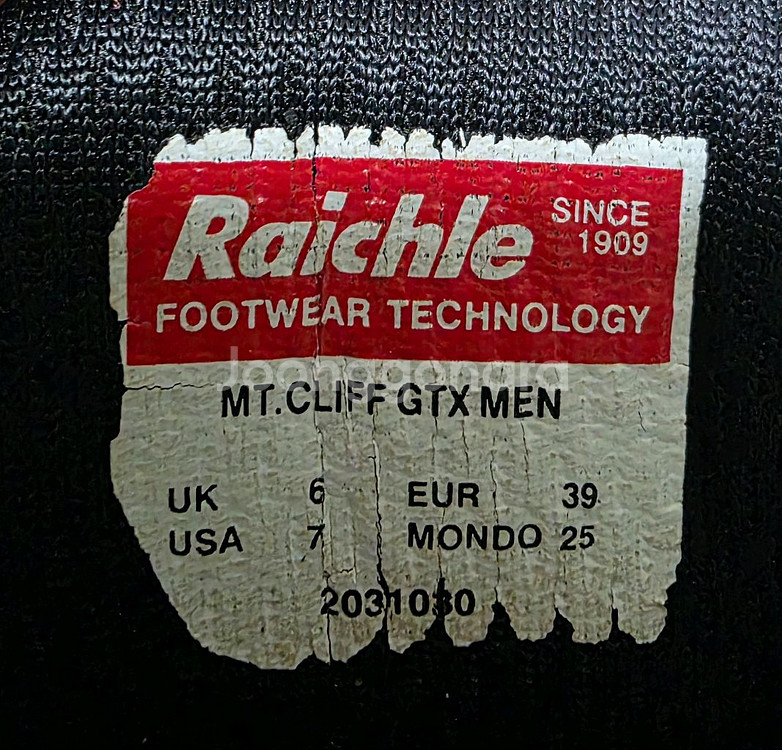 Raichle
SINCE
1909
FOOTWEAR TECHNOLOGY
MT.CLIFF GTX MEN
UK 6 EUR 39
USA 7 MONDO 25
2031030